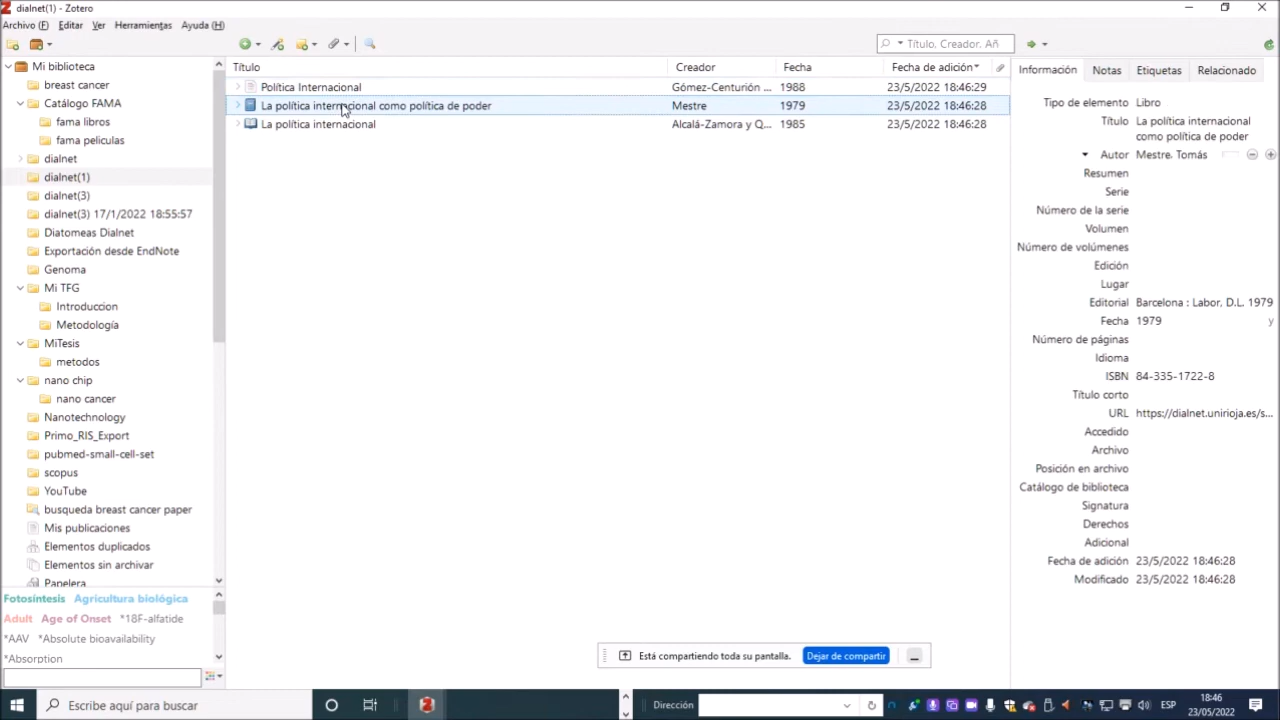 dialnet(1) - Zotero
Archivo (F) Editar Ver Herramientas Ayuda (H)
Título, Creador. Añ
Mi biblioteca
breast cancer
Catálogo FAMA
fama libros
fama peliculas
dialnet
dialnet(1)
dialnet(3)
dialnet(3) 17/1/2022 18:55:57
Diatomeas Dialnet
Exportación desde EndNote
Genoma
Mi TFG
Introduccion
Metodología
MiTesis
metodos
nano chip
nano cancer
Nanotechnology
Primo_RIS_Export
pubmed-small-cell-set
scopus
YouTube
busqueda breast cancer paper
Mis publicaciones
Elementos duplicados
Elementos sin archivar
Papelera
Fotosíntesis Agricultura biológica
Adult Age of Onset *18F-alfatide
*AAV *Absolute bioavailability
*Absorption
Título Creador Fecha Fecha de adición
Política Internacional Gómez-Centurión ... 1988 23/5/2022 18:46:29
La política internacional como política de poder Mestre 1979 23/5/2022 18:46:28
La política internacional Alcalá-Zamora y Q... 1985 23/5/2022 18:46:28
Información Notas Etiquetas Relacionado
Tipo de elemento Libro
Título La política internacional
como política de poder
Autor Mestre, Tomás
Resumen
Serie
Número de la serie
Volumen
Número de volúmenes
Edición
Lugar
Editorial Barcelona : Labor, D.L. 1979
Fecha 1979 y
Número de páginas
Idioma
ISBN 84-335-1722-8
Título corto
URL https://dialnet.unirioja.es/s...
Accedido
Archivo
Posición en archivo
Catálogo de biblioteca
Signatura
Derechos
Adicional
Fecha de adición 23/5/2022 18:46:28
Modificado 23/5/2022 18:46:28
Está compartiendo toda su pantalla. Dejar de compartir
Escribe aquí para buscar
Dirección
ESP
18:46
23/05/2022